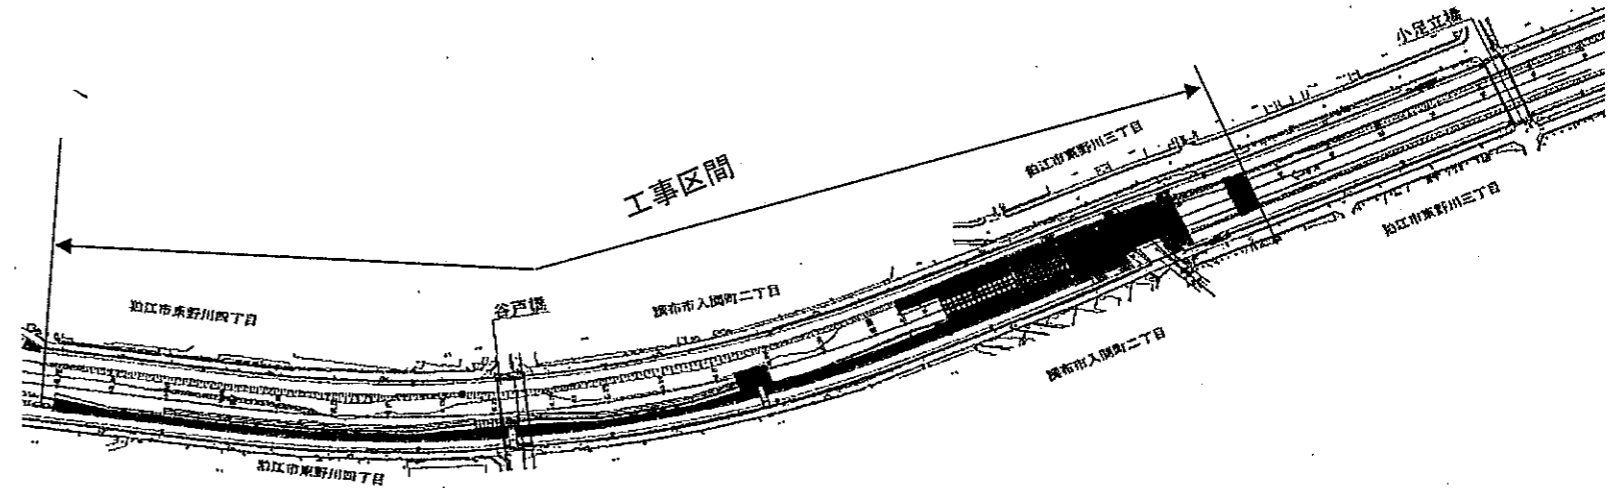 小足立橋
工事区間
狛江市東野川三丁目
狛江市東野川三丁目
狛江市東野川四丁目
谷戸橋
調布市入間町二丁目
調布市入間町二丁目
狛江市東野川四丁目